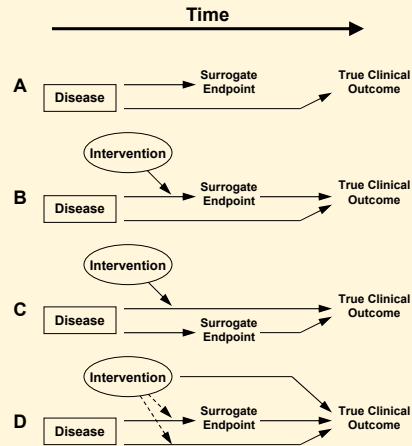 Time
A
Disease
Surrogate
Endpoint
True Clinical
Outcome
Intervention
B
Disease
Surrogate
Endpoint
True Clinical
Outcome
Intervention
C
Disease
Surrogate
Endpoint
True Clinical
Outcome
Intervention
D
Disease
Surrogate
Endpoint
True Clinical
Outcome